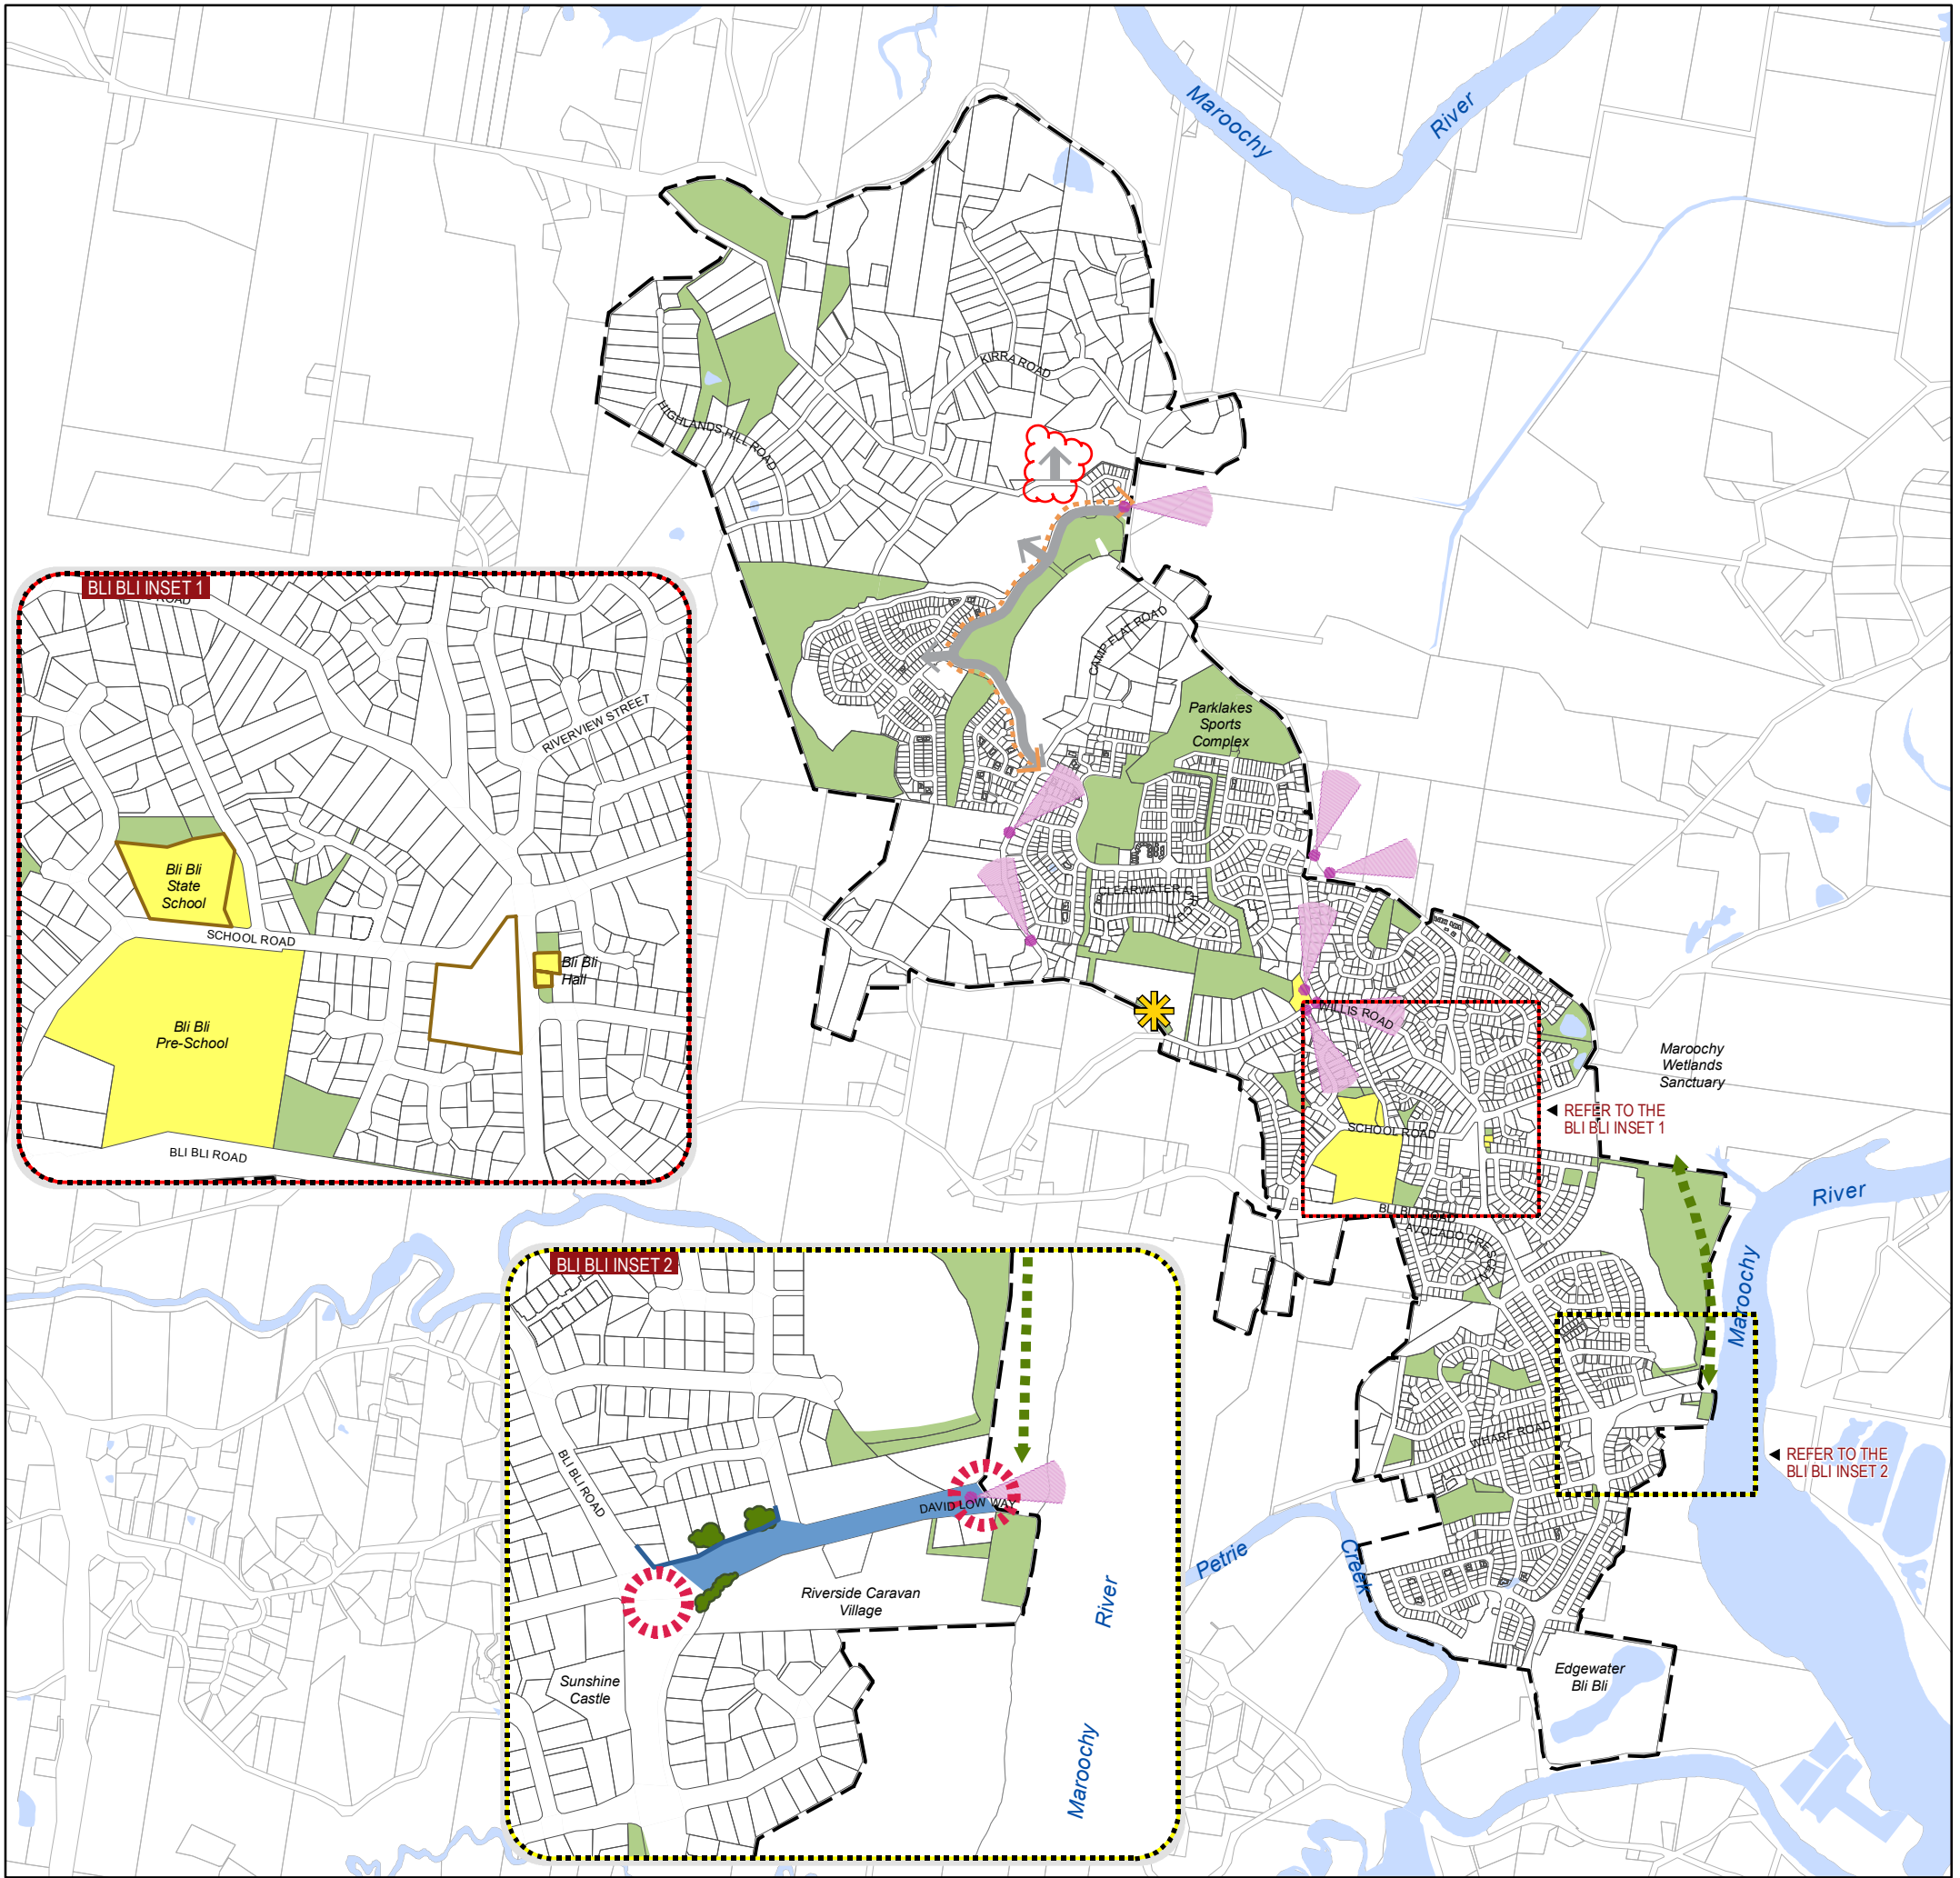 Maroochy
River
KIRRA ROAD
HIGHLANDS HILL ROAD
BLI BLI INSET 1
ROAD
CAMP FLAT ROAD
RIVERVIEW STREET
Parklakes
Sports
Complex
Bli Bli
State
School
CLEARWATER
SCHOOL ROAD
Bli Bli
Hall
Bli Bli
Pre-School
WILLIS ROAD
Maroochy
Wetlands
Sanctuary
REFER TO THE
BLI BLI INSET 1
SCHOOL ROAD
BLI BLI ROAD
River
BLI BLI ROAD
AVOCADO CRESCENT
Maroochy
BLI BLI INSET 2
WHARF ROAD
REFER TO THE
BLI BLI INSET 2
BLI BLI ROAD
DAVID LOW WAY
Petrie
Creek
Riverside Caravan
Village
River
Sunshine
Castle
Edgewater
Bli Bli
Maroochy